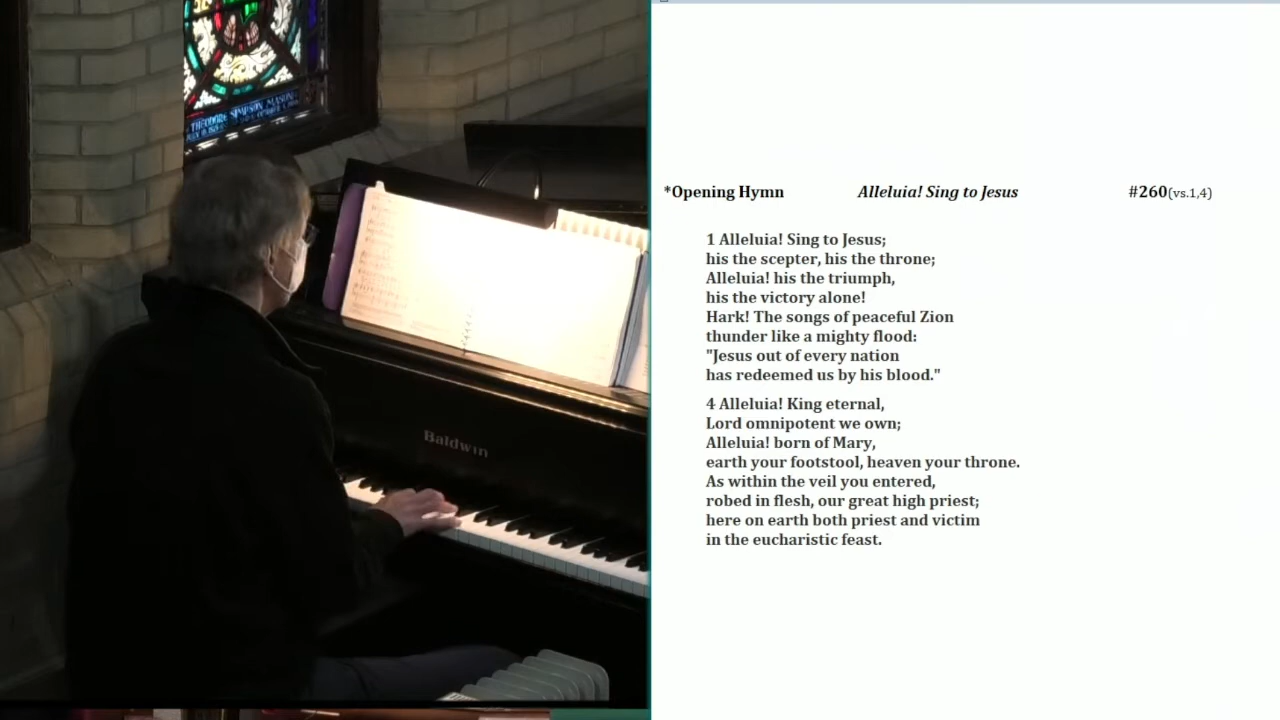 THEODORE SIMPSON MASON
Baldwin
*Opening Hymn Alleluia! Sing to Jesus #260(vs.1,4)
1 Alleluia! Sing to Jesus;
his the scepter, his the throne;
Alleluia! his the triumph,
his the victory alone!
Hark! The songs of peaceful Zion
thunder like a mighty flood:
"Jesus out of every nation
has redeemed us by his blood."
4 Alleluia! King eternal,
Lord omnipotent we own;
Alleluia! born of Mary,
earth your footstool, heaven your throne.
As within the veil you entered,
robed in flesh, our great high priest;
here on earth both priest and victim
in the eucharistic feast.